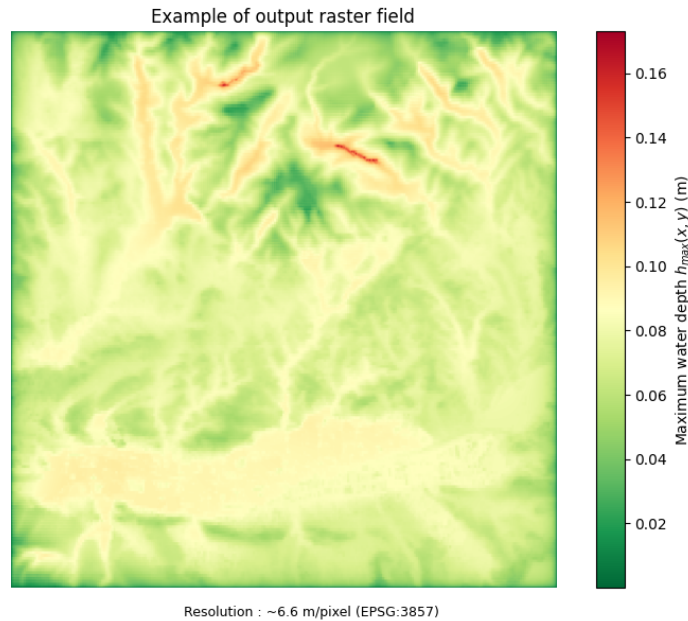 Example of output raster field
0.16
0.14
0.12
0.10
0.08
0.06
0.04
0.02
Maximum water depth h_max(x, y) (m)
Resolution : ~6.6 m/pixel (EPSG:3857)